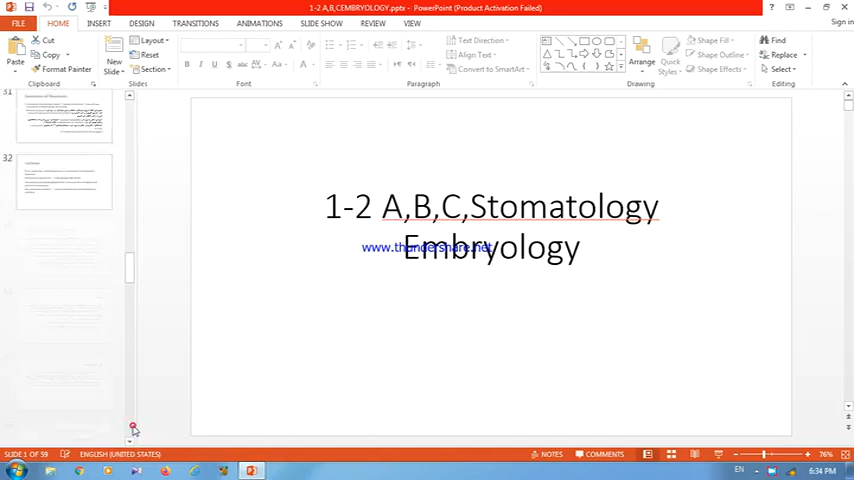 1-2 A,B,CEMBRYOLOGY.pptx - PowerPoint (Product Activation Failed)
FILE HOME INSERT DESIGN TRANSITIONS ANIMATIONS SLIDE SHOW REVIEW VIEW Sign in
Paste
Cut
Copy
Format Painter
Clipboard
New
Slide
Layout
Reset
Section
Slides
B I U S abc AV Aa A
Font
Text Direction
Align Text
Convert to SmartArt
Paragraph
Arrange
Quick
Styles
Shape Fill
Shape Outline
Shape Effects
Drawing
Find
Replace
Select
Editing
31
32
1-2 A,B,C,Stomatology
Embryology
www.thundershare.net
SLIDE 1 OF 59 ENGLISH (UNITED STATES) NOTES COMMENTS 76%
EN 6:34 PM